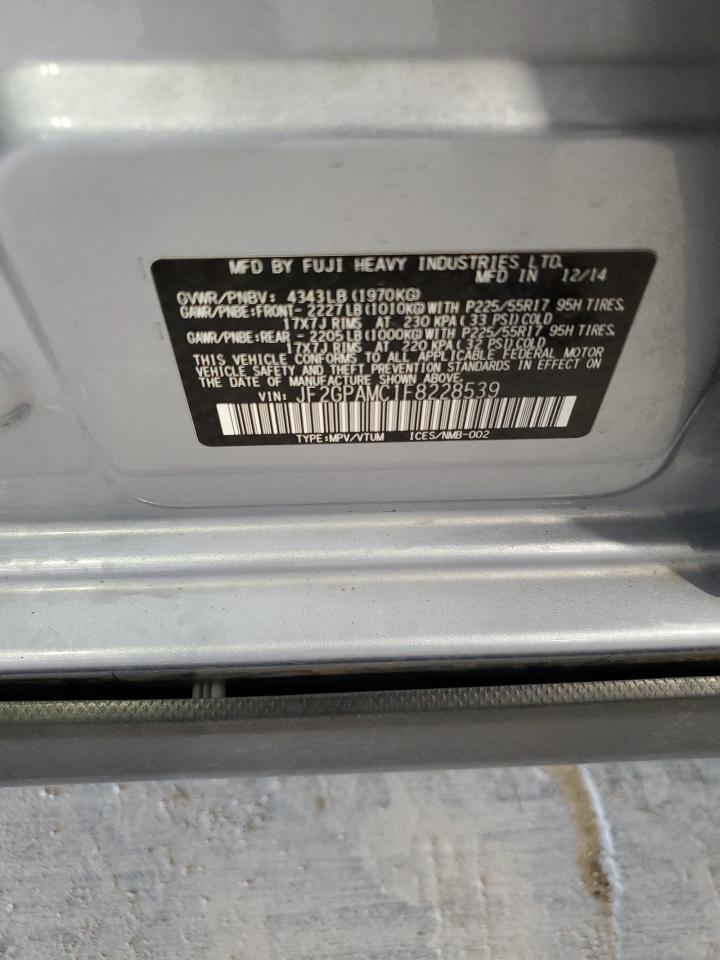 MFD BY FUJI HEAVY INDUSTRIES LTD.
MFD IN 12/14
GVWR/PNBV: 4343LB(1970KG)
GAWR/PNBE:FRONT-2227LB(1010KG)WITH P225/55R17 95H TIRES.
17X7J RIMS AT 230 KPA(33 PSI)COLD
GAWR/PNBE:REAR -2205LB(1000KG)WITH P225/55R17 95H TIRES.
17X7J RIMS AT 220 KPA(32 PSI)COLD
THIS VEHICLE CONFORMS TO ALL APPLICABLE FEDERAL MOTOR
VEHICLE SAFETY AND THEFT PREVENTION STANDARDS IN EFFECT ON
THE DATE OF MANUFACTURE SHOWN ABOVE.
VIN: JF2GPAMC1F8228539
TYPE:MPV/VTUM ICES/NMB-002